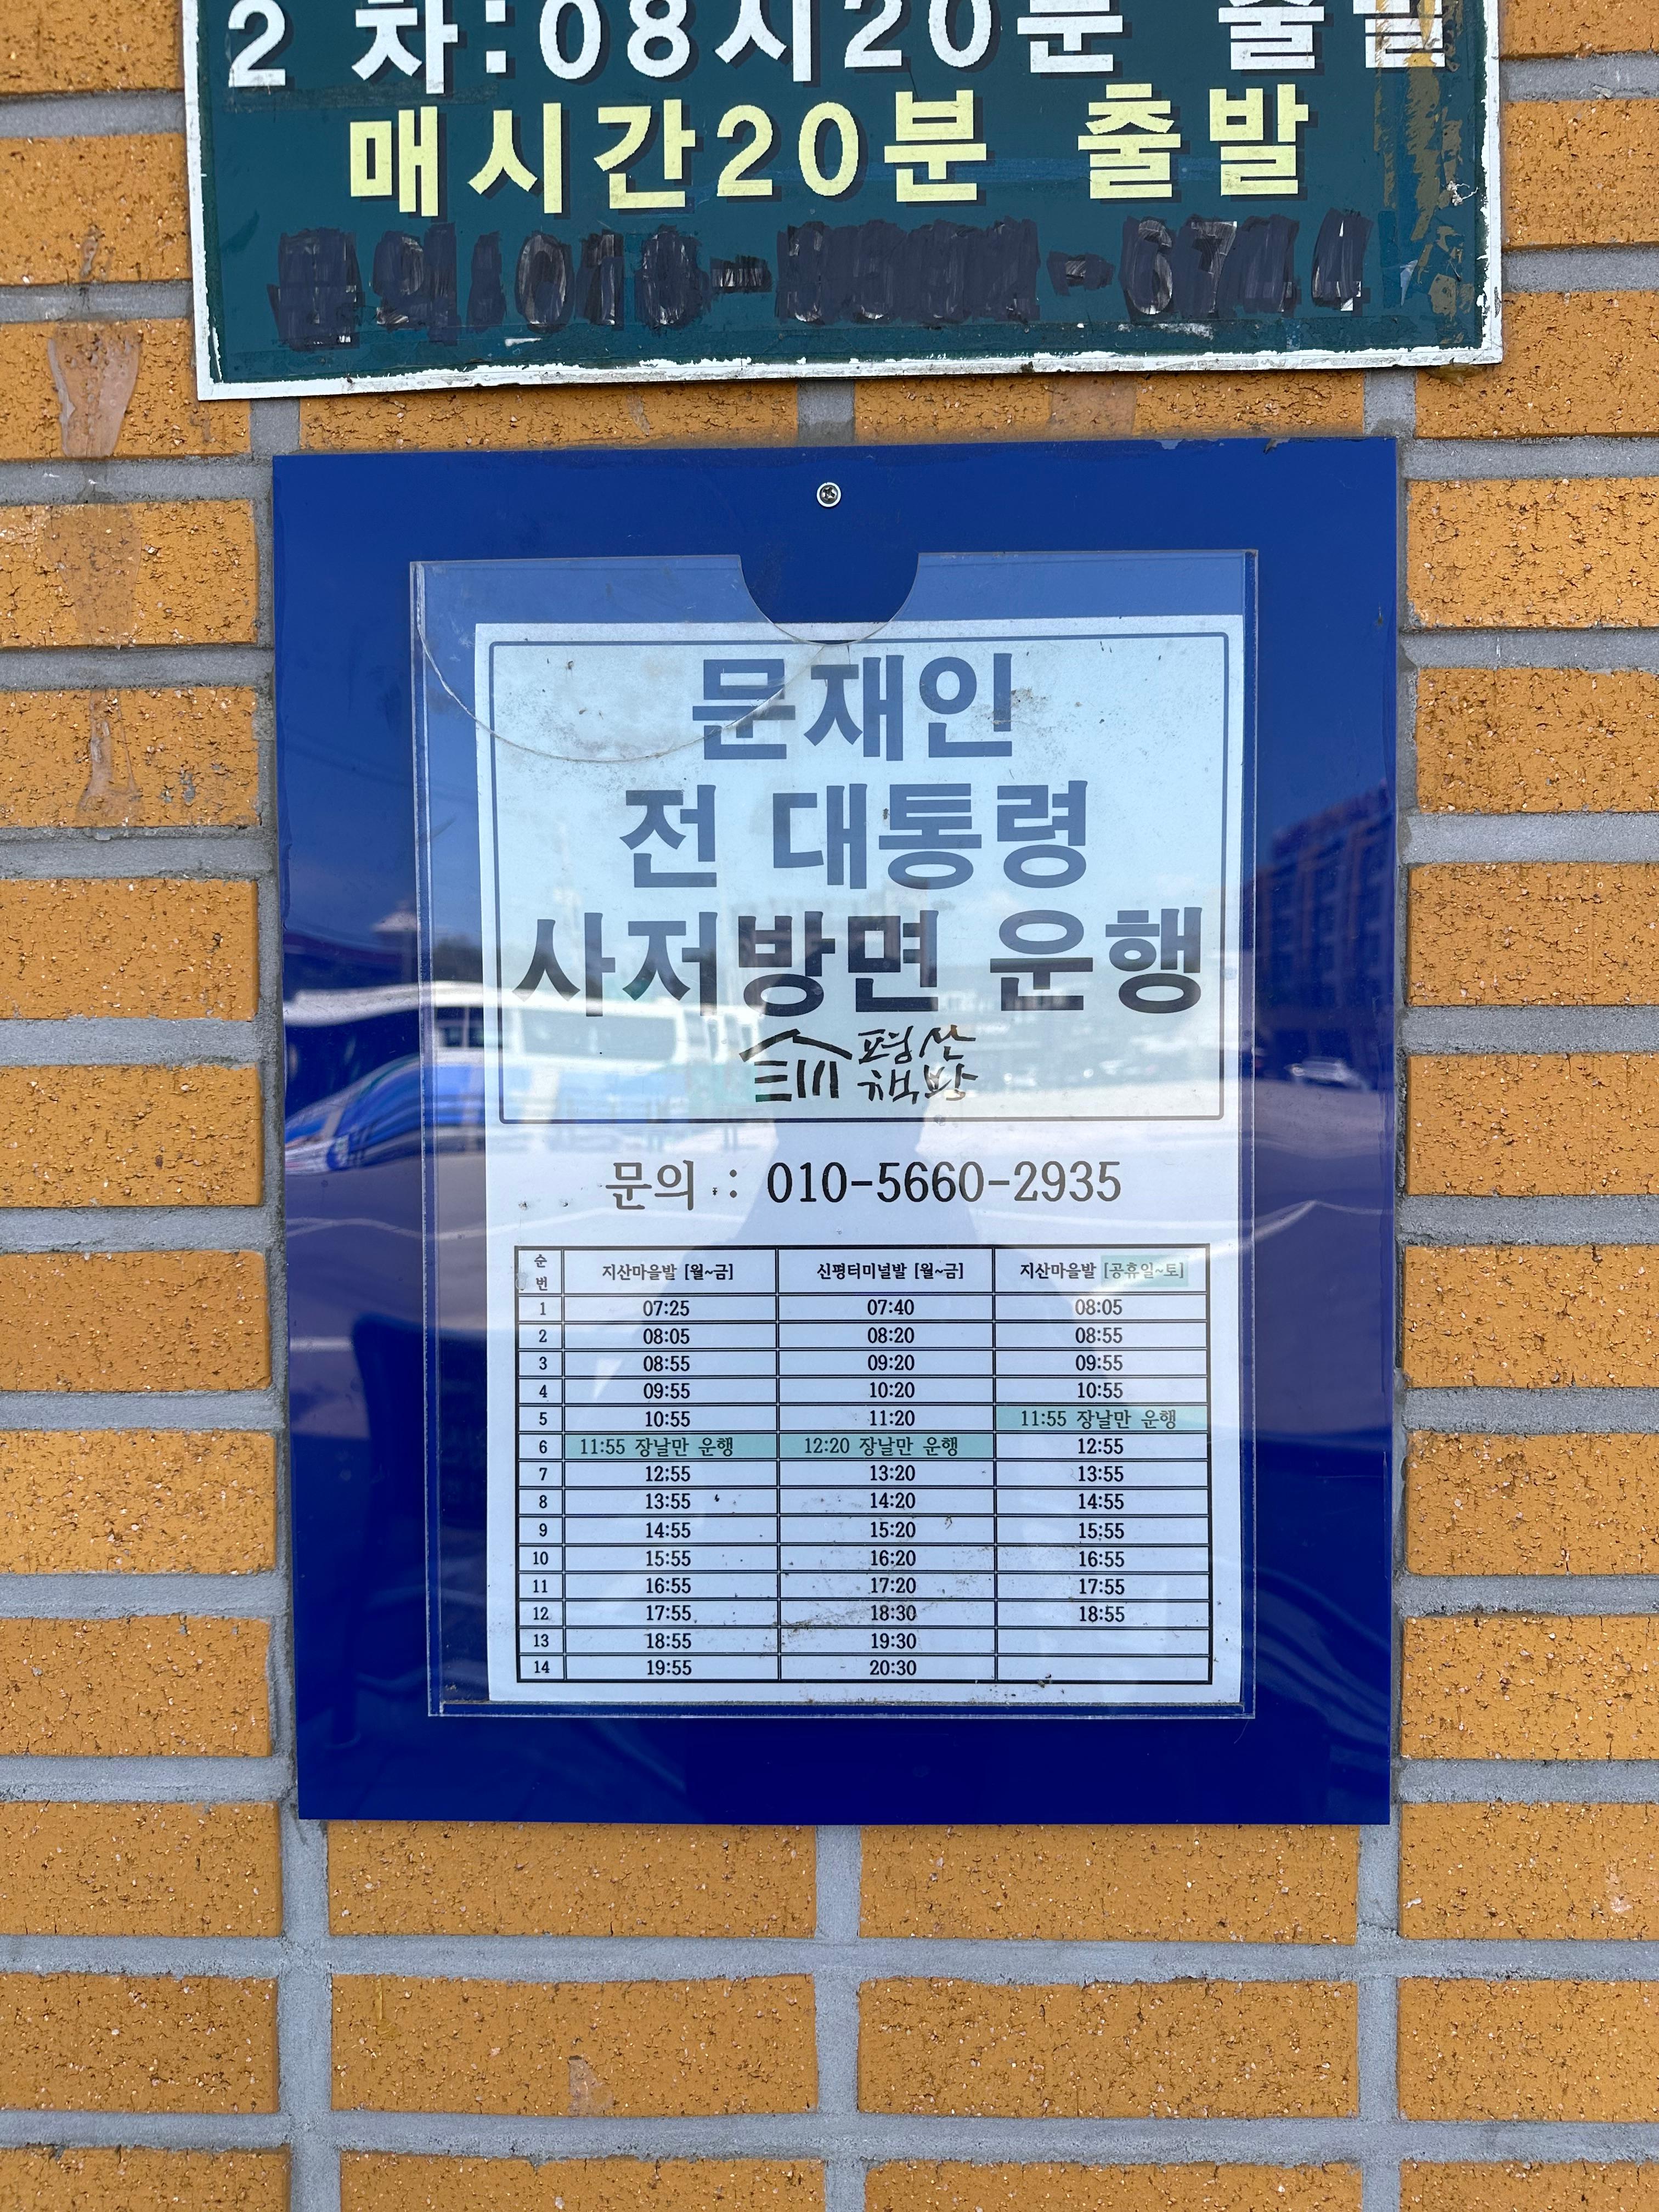 2 차:08시20분 출발
매시간20분 출발
문재인
전 대통령
사저방면 운행
평산
책방
문의 : 010-5660-2935
순번 지산마을발 [월~금] 신평터미널발 [월~금] 지산마을발 [공휴일~토]
1 07:25 07:40 08:05
2 08:05 08:20 08:55
3 08:55 09:20 09:55
4 09:55 10:20 10:55
5 10:55 11:20 11:55 장날만 운행
6 11:55 장날만 운행 12:20 장날만 운행 12:55
7 12:55 13:20 13:55
8 13:55 14:20 14:55
9 14:55 15:20 15:55
10 15:55 16:20 16:55
11 16:55 17:20 17:55
12 17:55 18:30 18:55
13 18:55 19:30
14 19:55 20:30